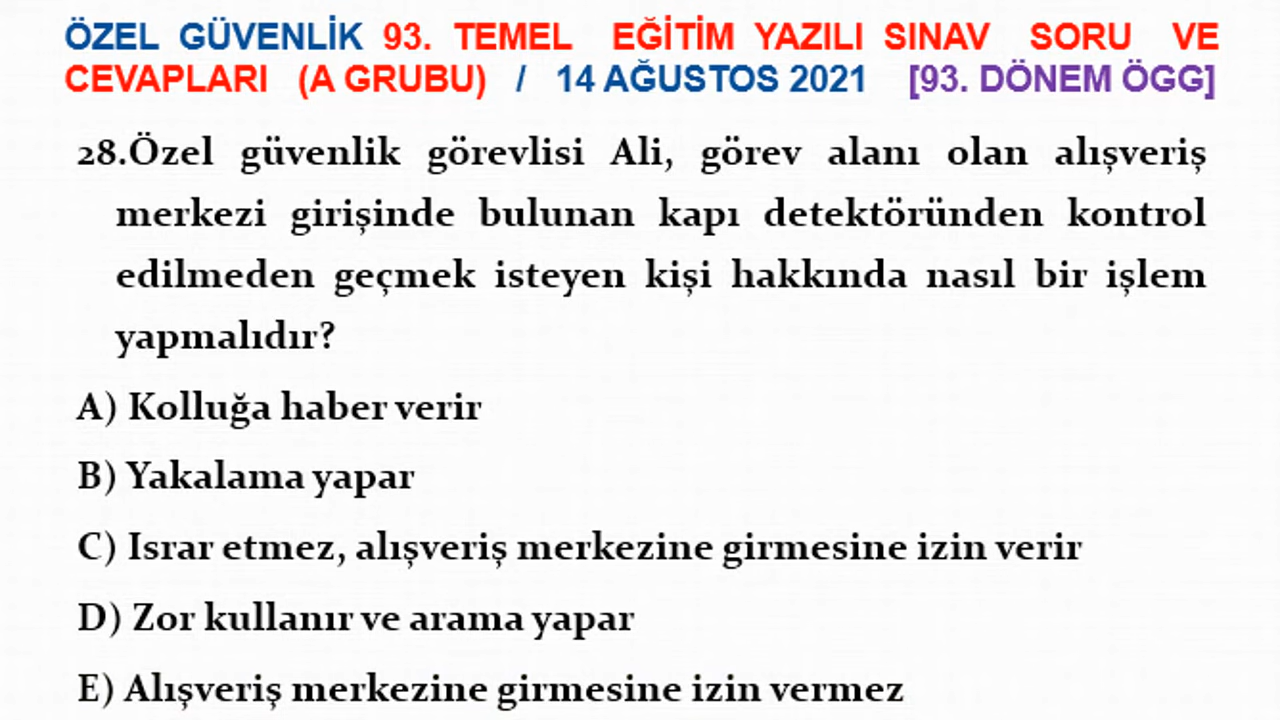 ÖZEL GÜVENLİK 93. TEMEL EĞİTİM YAZILI SINAV SORU VE
CEVAPLARI (A GRUBU) / 14 AĞUSTOS 2021 [93. DÖNEM ÖGG]
28.Özel güvenlik görevlisi Ali, görev alanı olan alışveriş
merkezi girişinde bulunan kapı detektöründen kontrol
edilmeden geçmek isteyen kişi hakkında nasıl bir işlem
yapmalıdır?
A) Kolluğa haber verir
B) Yakalama yapar
C) Israr etmez, alışveriş merkezine girmesine izin verir
D) Zor kullanır ve arama yapar
E) Alışveriş merkezine girmesine izin vermez